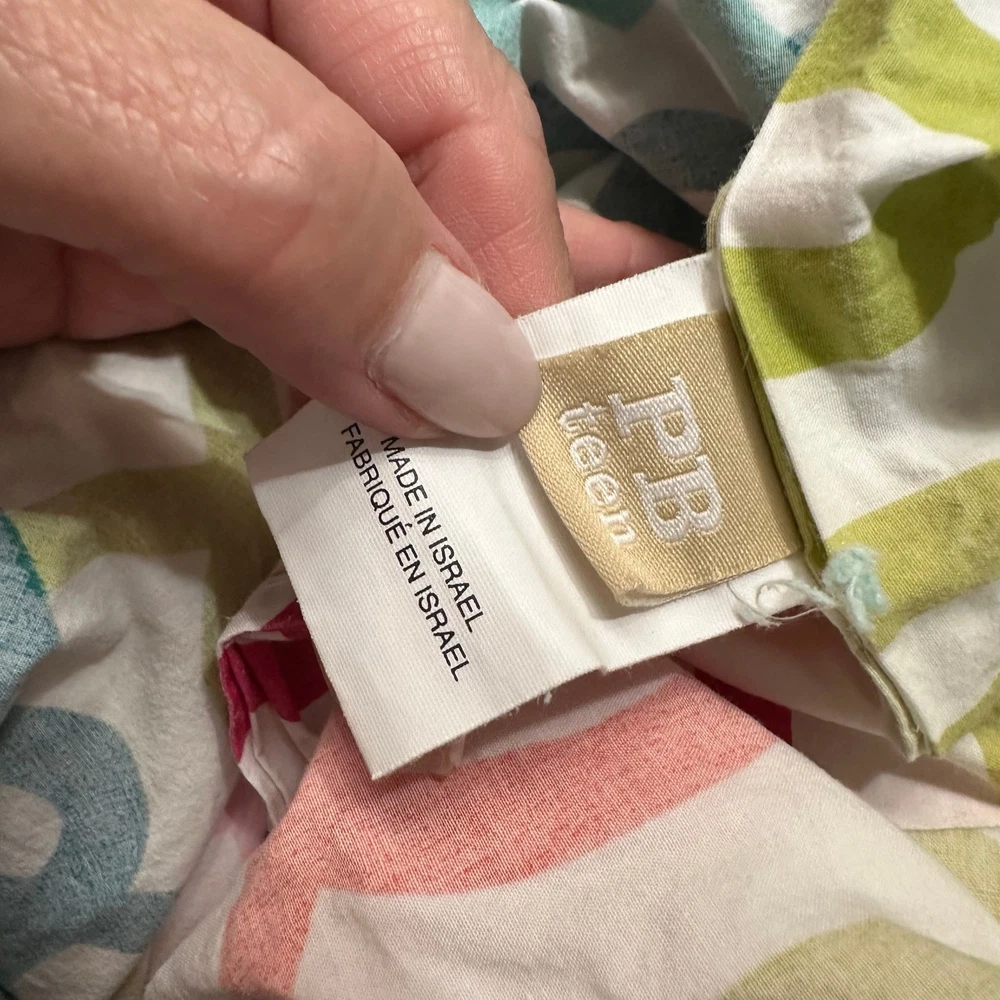 PB
teen
MADE IN ISRAEL
FABRIQUÉ EN ISRAEL